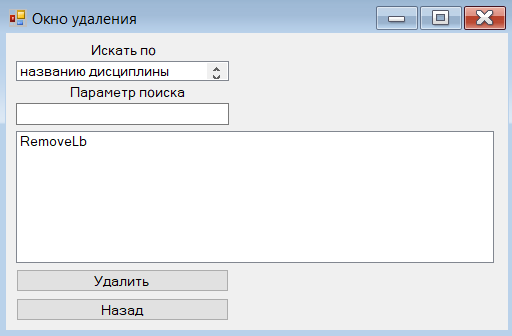 Окно удаления
Искать по
названию дисциплины
Параметр поиска
RemoveLb
Удалить
Назад